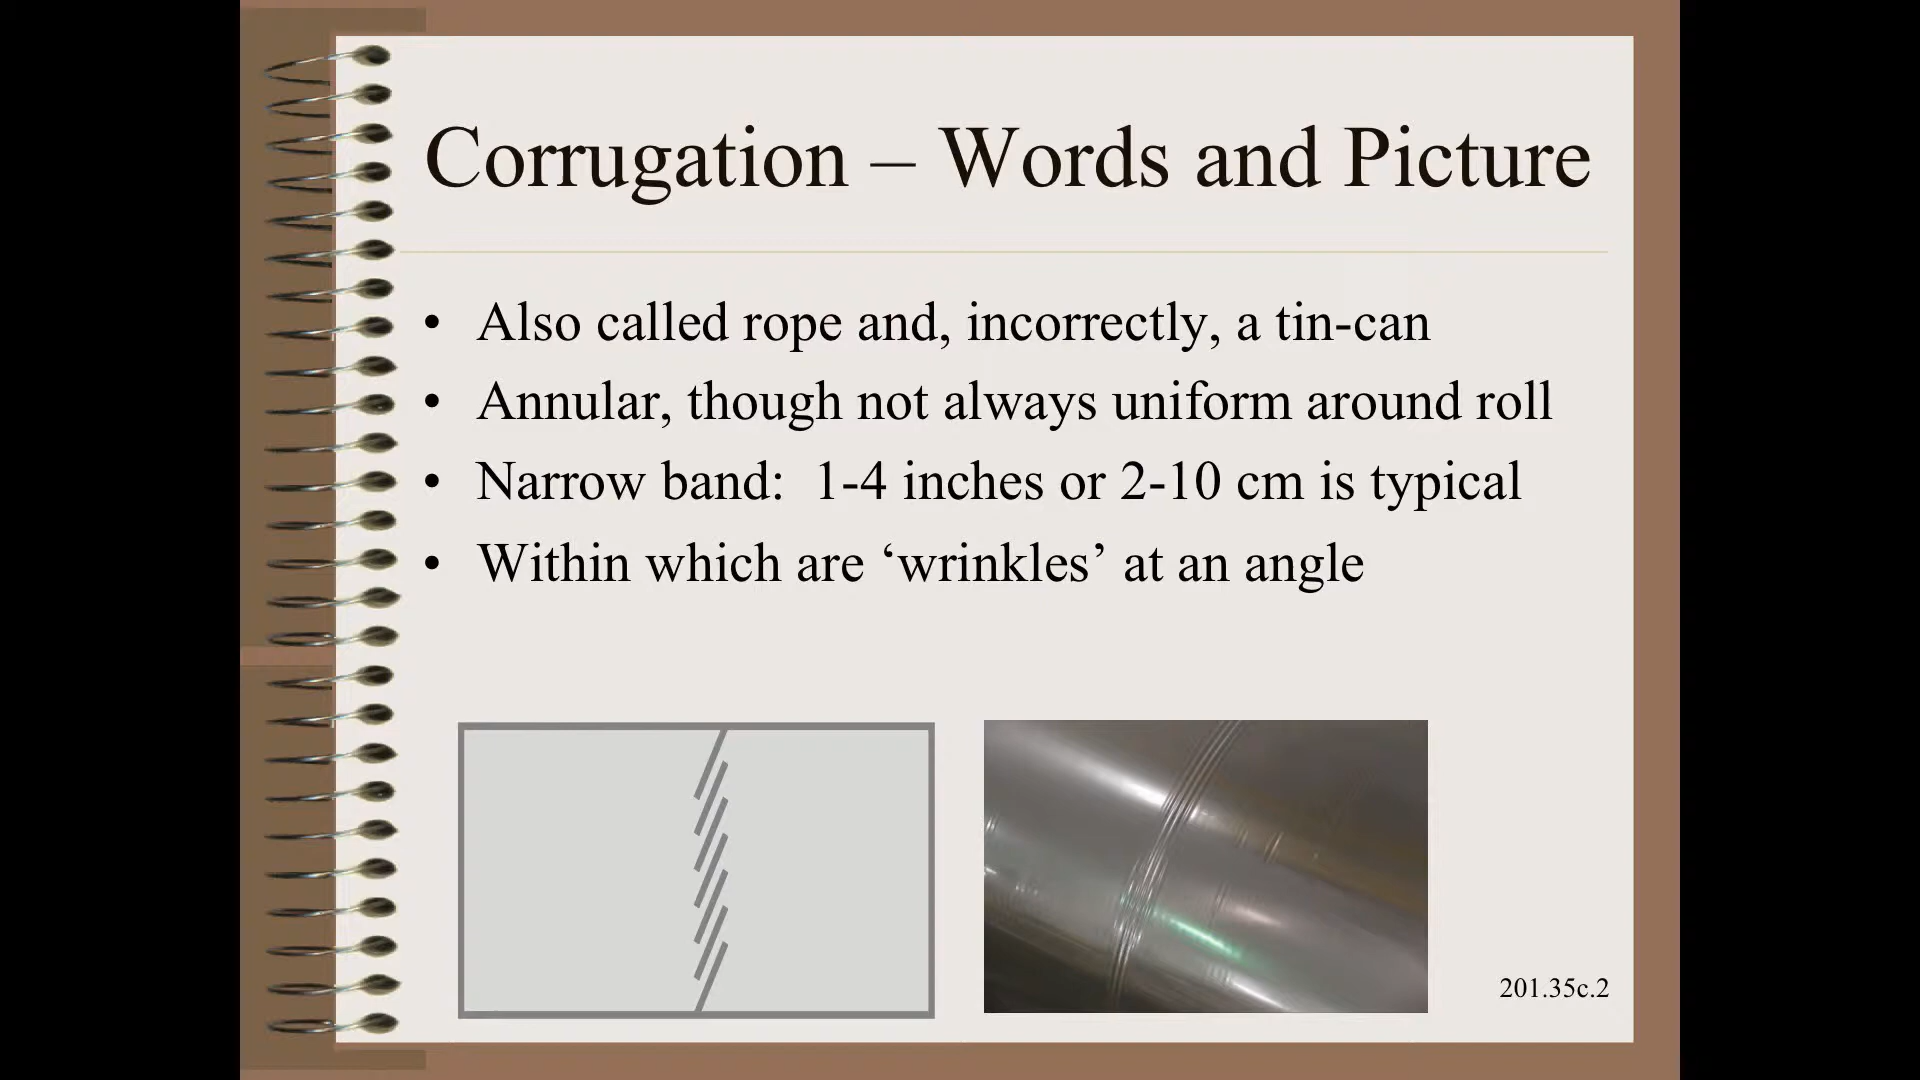 Corrugation – Words and Picture
• Also called rope and, incorrectly, a tin-can
• Annular, though not always uniform around roll
• Narrow band:  1-4 inches or 2-10 cm is typical
• Within which are ‘wrinkles’ at an angle
201.35c.2